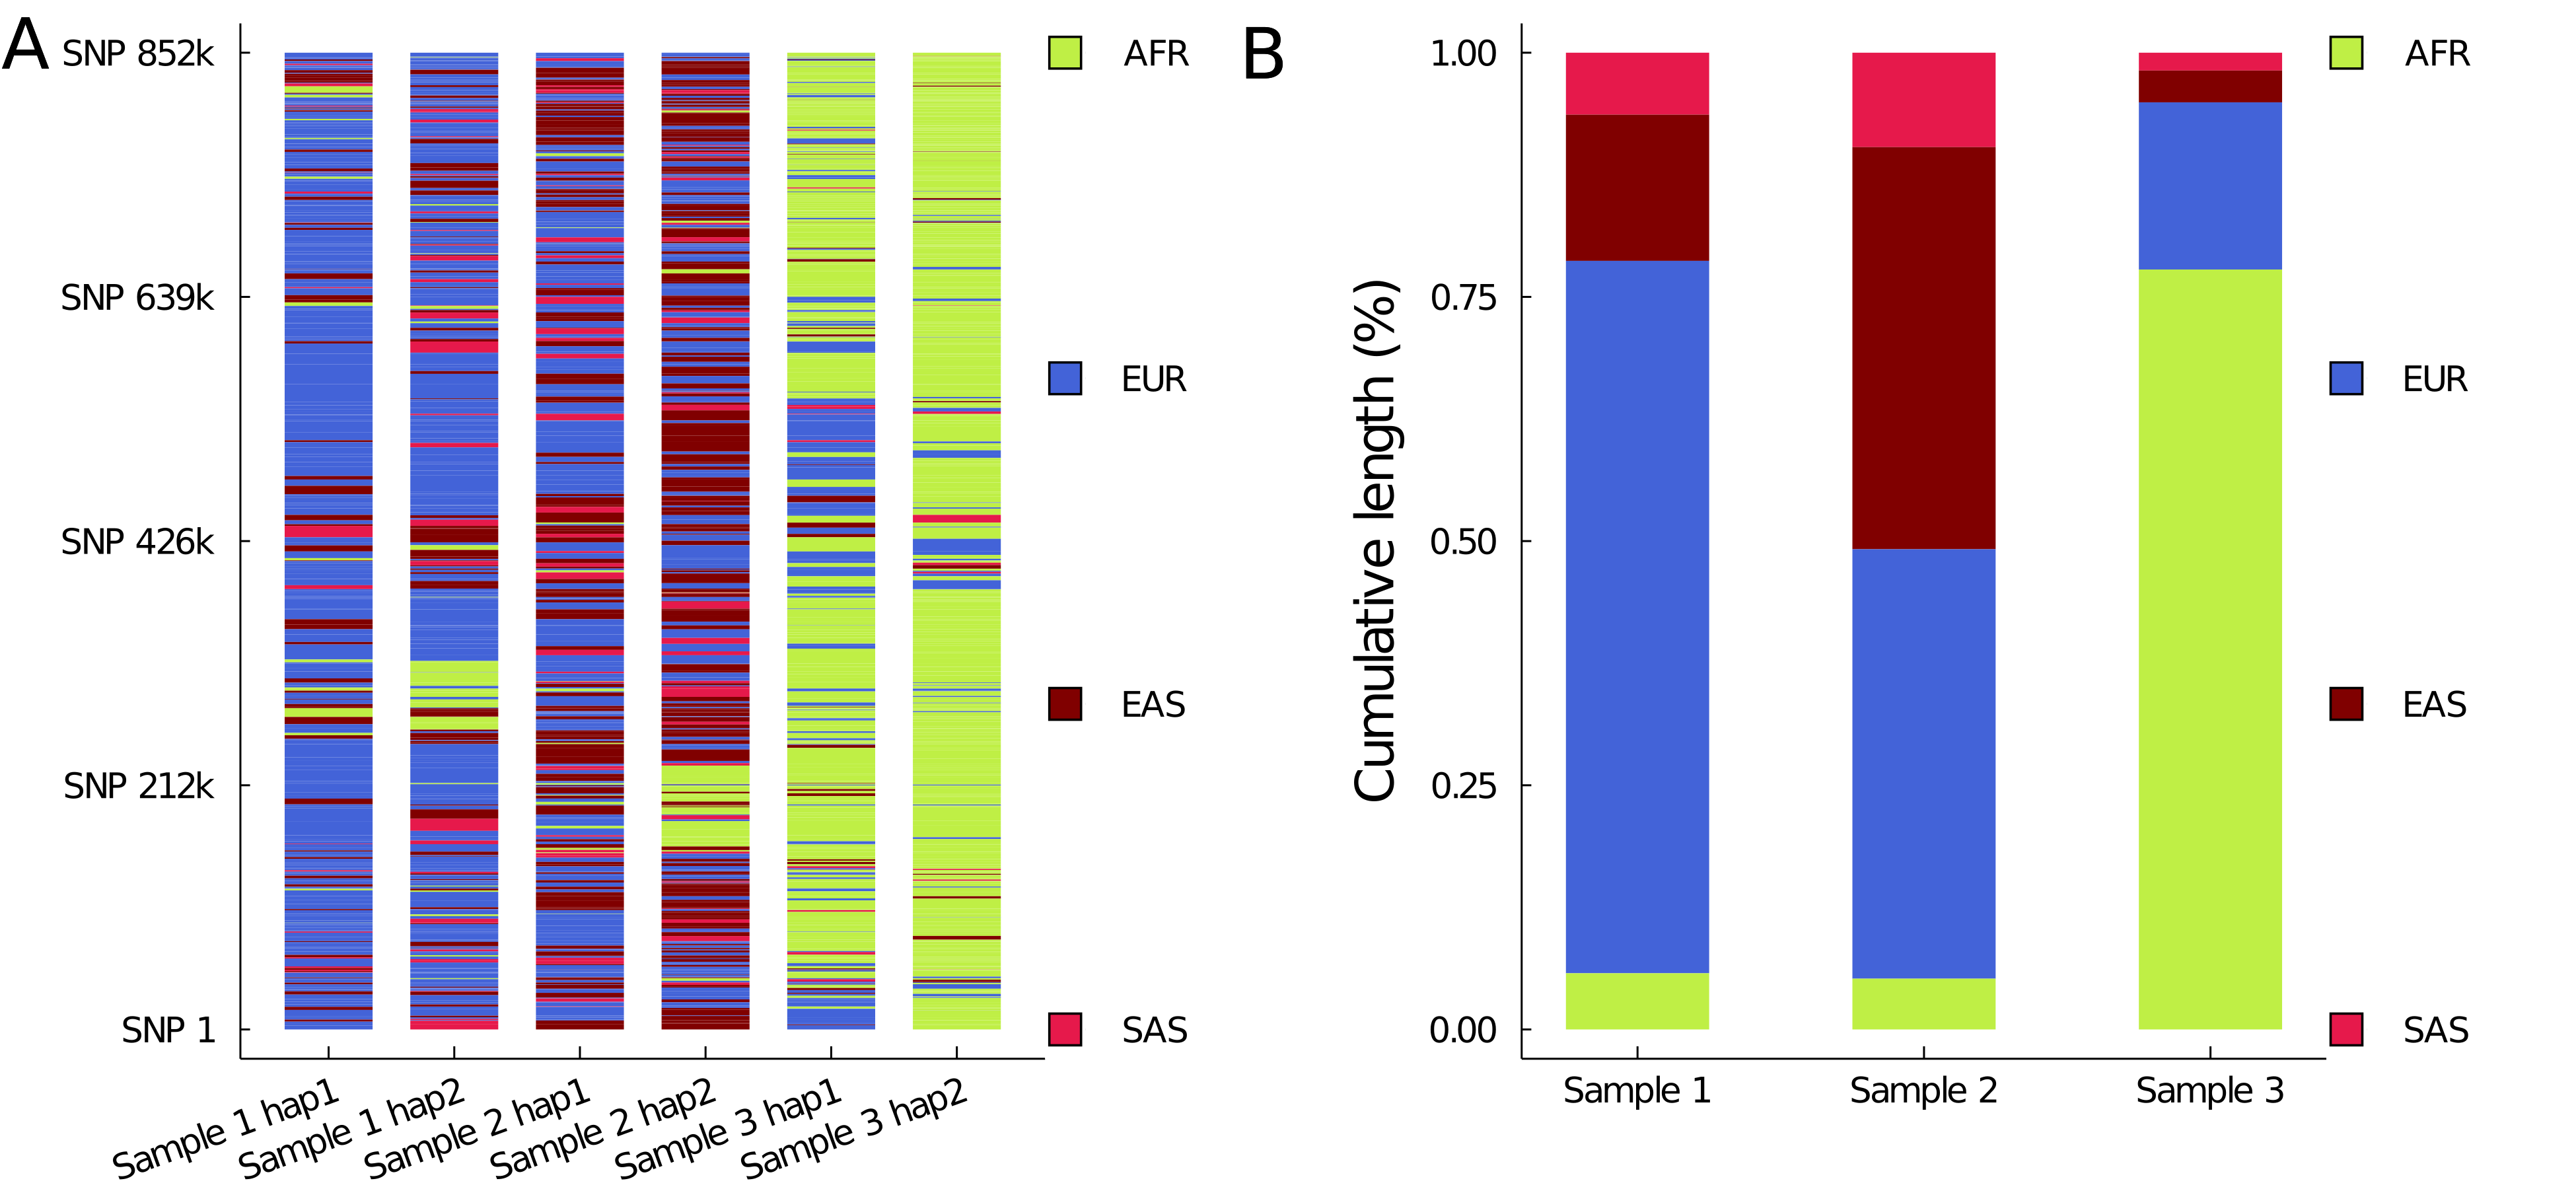 A
SNP 852k
SNP 639k
SNP 426k
SNP 212k
SNP 1
Sample 1 hap1
Sample 1 hap2
Sample 2 hap1
Sample 2 hap2
Sample 3 hap1
Sample 3 hap2
AFR
EUR
EAS
SAS
B
Cumulative length (%)
1.00
0.75
0.50
0.25
0.00
Sample 1
Sample 2
Sample 3
AFR
EUR
EAS
SAS